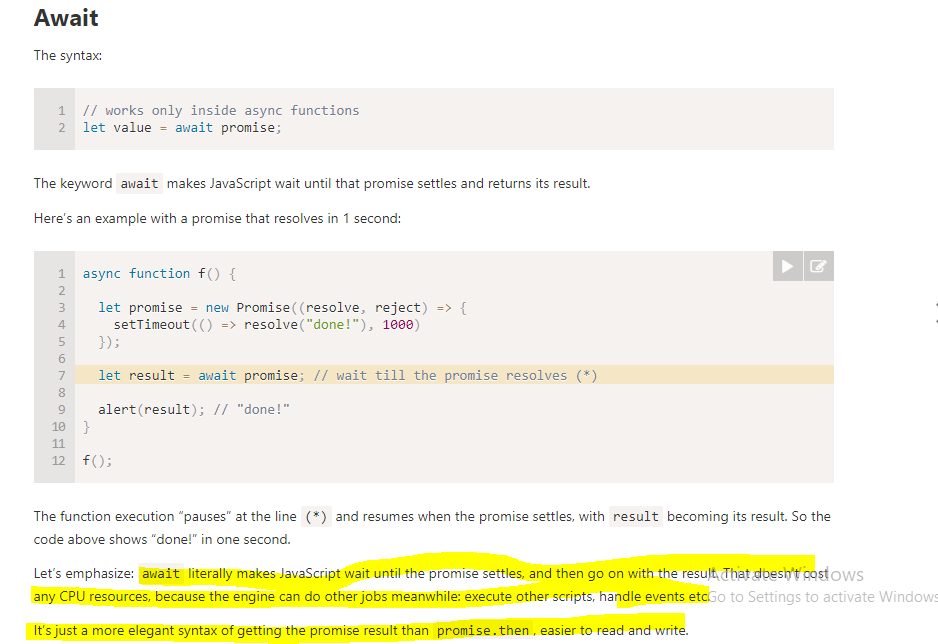 Await
The syntax:
1 // works only inside async functions
2 let value = await promise;
The keyword await makes JavaScript wait until that promise settles and returns its result.
Here's an example with a promise that resolves in 1 second:
1 async function f() {
2
3 let promise = new Promise((resolve, reject) => {
4 setTimeout(() => resolve("done!"), 1000)
5 });
6
7 let result = await promise; // wait till the promise resolves (*)
8
9 alert(result); // "done!"
10 }
11
12 f();
The function execution "pauses" at the line (*) and resumes when the promise settles, with result becoming its result. So the
code above shows "done!" in one second.
Let's emphasize: await literally makes JavaScript wait until the promise settles, and then go on with the result. That doesn't cost
any CPU resources, because the engine can do other jobs meanwhile: execute other scripts, handle events etc.
It's just a more elegant syntax of getting the promise result than promise.then, easier to read and write.
Activate Windows
Go to Settings to activate Windows